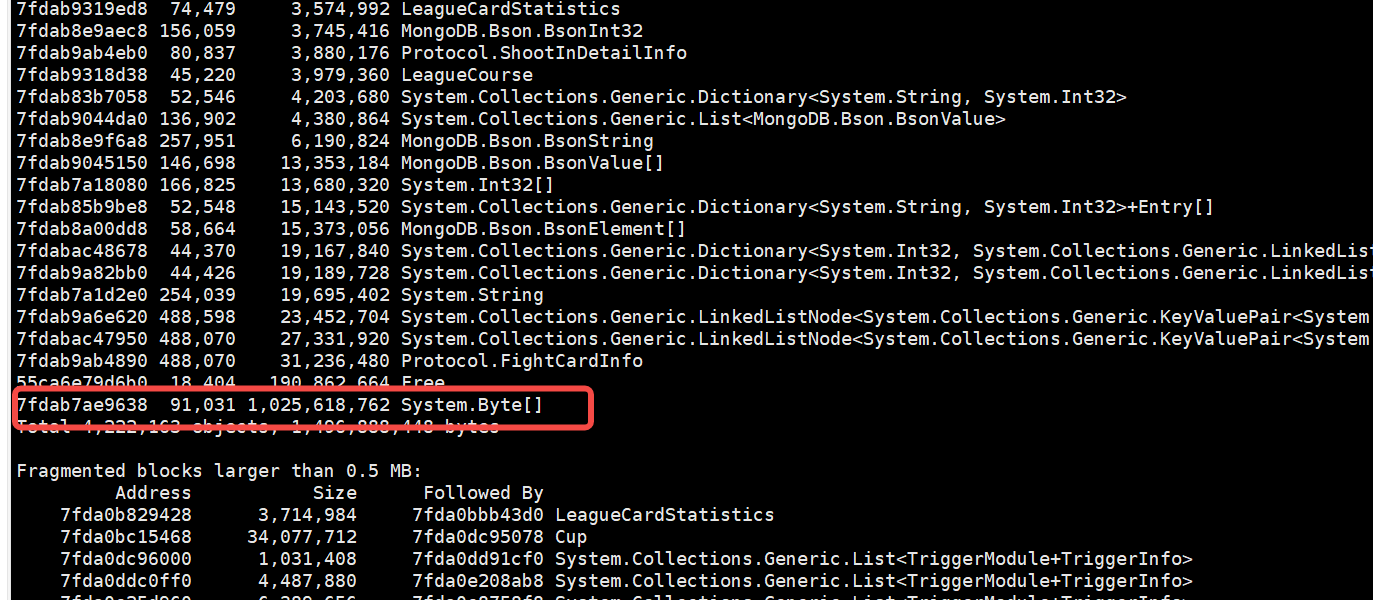 7fdab9319ed8 74,479 3,574,992 LeagueCardStatistics
7fdab8e9aec8 156,059 3,745,416 MongoDB.Bson.BsonInt32
7fdab9ab4eb0 80,837 3,880,176 Protocol.ShootInDetailInfo
7fdab9318d38 45,220 3,979,360 LeagueCourse
7fdab83b7058 52,546 4,203,680 System.Collections.Generic.Dictionary<System.String, System.Int32>
7fdab9044da0 136,902 4,380,864 System.Collections.Generic.List<MongoDB.Bson.BsonValue>
7fdab8e9f6a8 257,951 6,190,824 MongoDB.Bson.BsonString
7fdab9045150 146,698 13,353,184 MongoDB.Bson.BsonValue[]
7fdab7a18080 166,825 13,680,320 System.Int32[]
7fdab85b9be8 52,548 15,143,520 System.Collections.Generic.Dictionary<System.String, System.Int32>+Entry[]
7fdab8a00dd8 58,664 15,373,056 MongoDB.Bson.BsonElement[]
7fdabac48678 44,370 19,167,840 System.Collections.Generic.Dictionary<System.Int32, System.Collections.Generic.LinkedList
7fdab9a82bb0 44,426 19,189,728 System.Collections.Generic.Dictionary<System.Int32, System.Collections.Generic.LinkedList
7fdab7a1d2e0 254,039 19,695,402 System.String
7fdab9a6e620 488,598 23,452,704 System.Collections.Generic.LinkedListNode<System.Collections.Generic.KeyValuePair<System.
7fdabac47950 488,070 27,331,920 System.Collections.Generic.LinkedListNode<System.Collections.Generic.KeyValuePair<System
7fdab9ab4890 488,070 31,236,480 Protocol.FightCardInfo
55ca6e79d6b0 18,404 190,862,664 Free
7fdab7ae9638 91,031 1,025,618,762 System.Byte[]
Total 4,222,163 objects, 1,496,888,448 bytes
Fragmented blocks larger than 0.5 MB:
Address Size Followed By
7fda0b829428 3,714,984 7fda0bbb43d0 LeagueCardStatistics
7fda0bc15468 34,077,712 7fda0dc95078 Cup
7fda0dc96000 1,031,408 7fda0dd91cf0 System.Collections.Generic.List<TriggerModule+TriggerInfo>
7fda0ddc0ff0 4,487,880 7fda0e208ab8 System.Collections.Generic.List<TriggerModule+TriggerInfo>